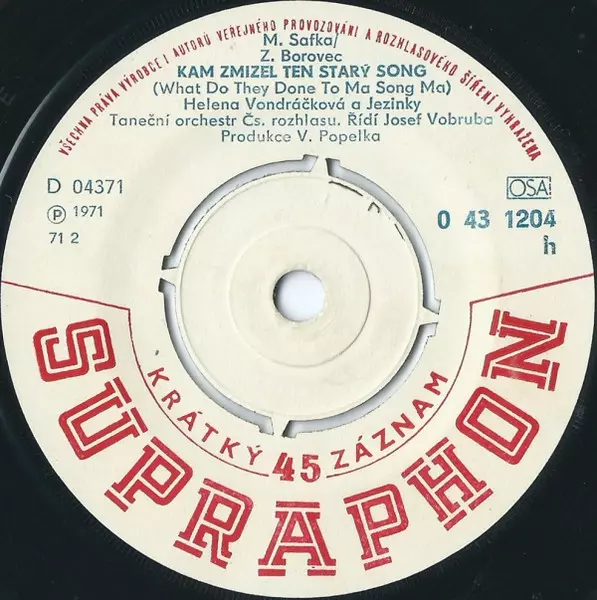 VŠECHNA PRÁVA VÝROBCE I AUTORŮ VEŘEJNÉHO PROVOZOVÁNÍ A ROZHLASOVÉHO ŠÍŘENÍ VYHRAŽENA
M. Safka/
Z. Borovec
KAM ZMIZEL TEN STARÝ SONG
(What Do They Done To Ma Song Ma)
Helena Vondráčková a Jezinky
Taneční orchestr Čs. rozhlasu. Řídí Josef Vobruba
Produkce V. Popelka
D 04371
Ⓟ 1971
71 2
OSA
0 43 1204
h
KRÁTKÝ 45 ZÁZNAM
SUPRAPHON